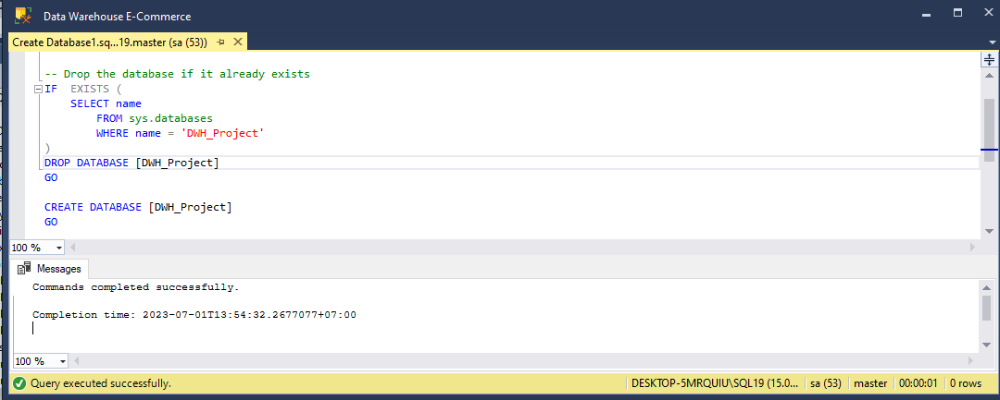 Data Warehouse E-Commerce
Create Database1.sq...19.master (sa (53))
-- Drop the database if it already exists
IF  EXISTS (
    SELECT name
        FROM sys.databases
        WHERE name = 'DWH_Project'
)
DROP DATABASE [DWH_Project]
GO

CREATE DATABASE [DWH_Project]
GO
100 %
Messages
Commands completed successfully.

Completion time: 2023-07-01T13:54:32.2677077+07:00
100 %
Query executed successfully. DESKTOP-5MRQUIU\SQL19 (15.0... sa (53) master 00:00:01 0 rows